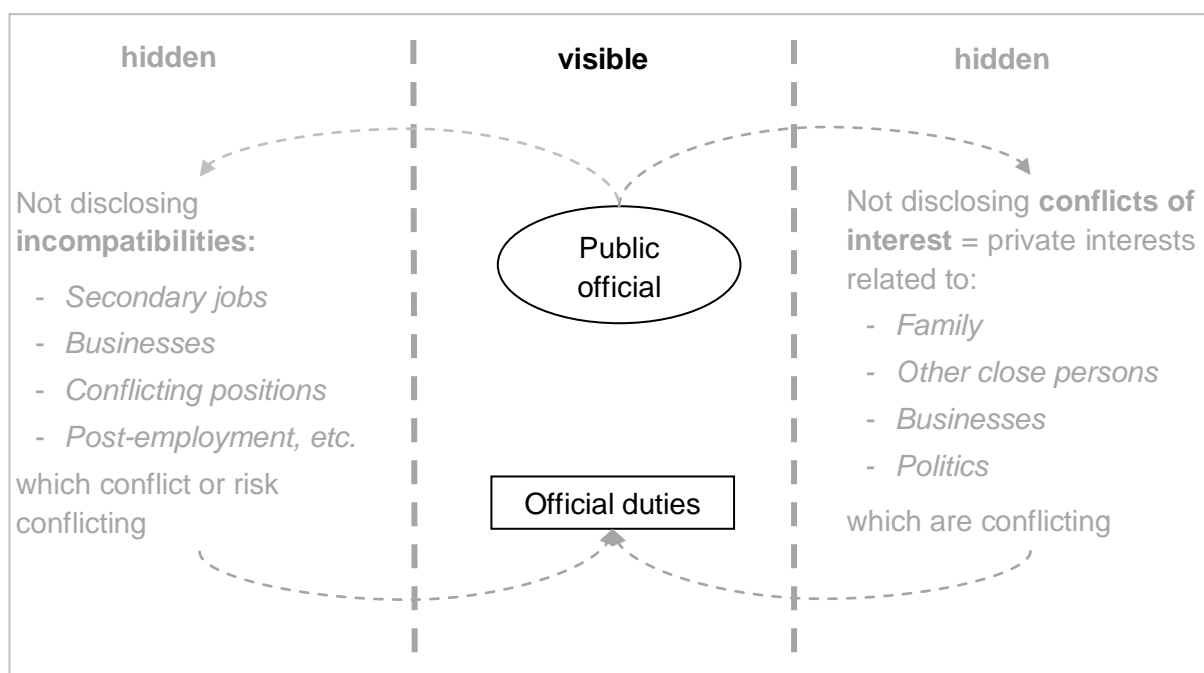 hidden
visible
hidden
Not disclosing
incompatibilities:
- Secondary jobs
- Businesses
- Conflicting positions
- Post-employment, etc.
which conflict or risk
conflicting
Public
official
Official duties
Not disclosing conflicts of
interest = private interests
related to:
- Family
- Other close persons
- Businesses
- Politics
which are conflicting